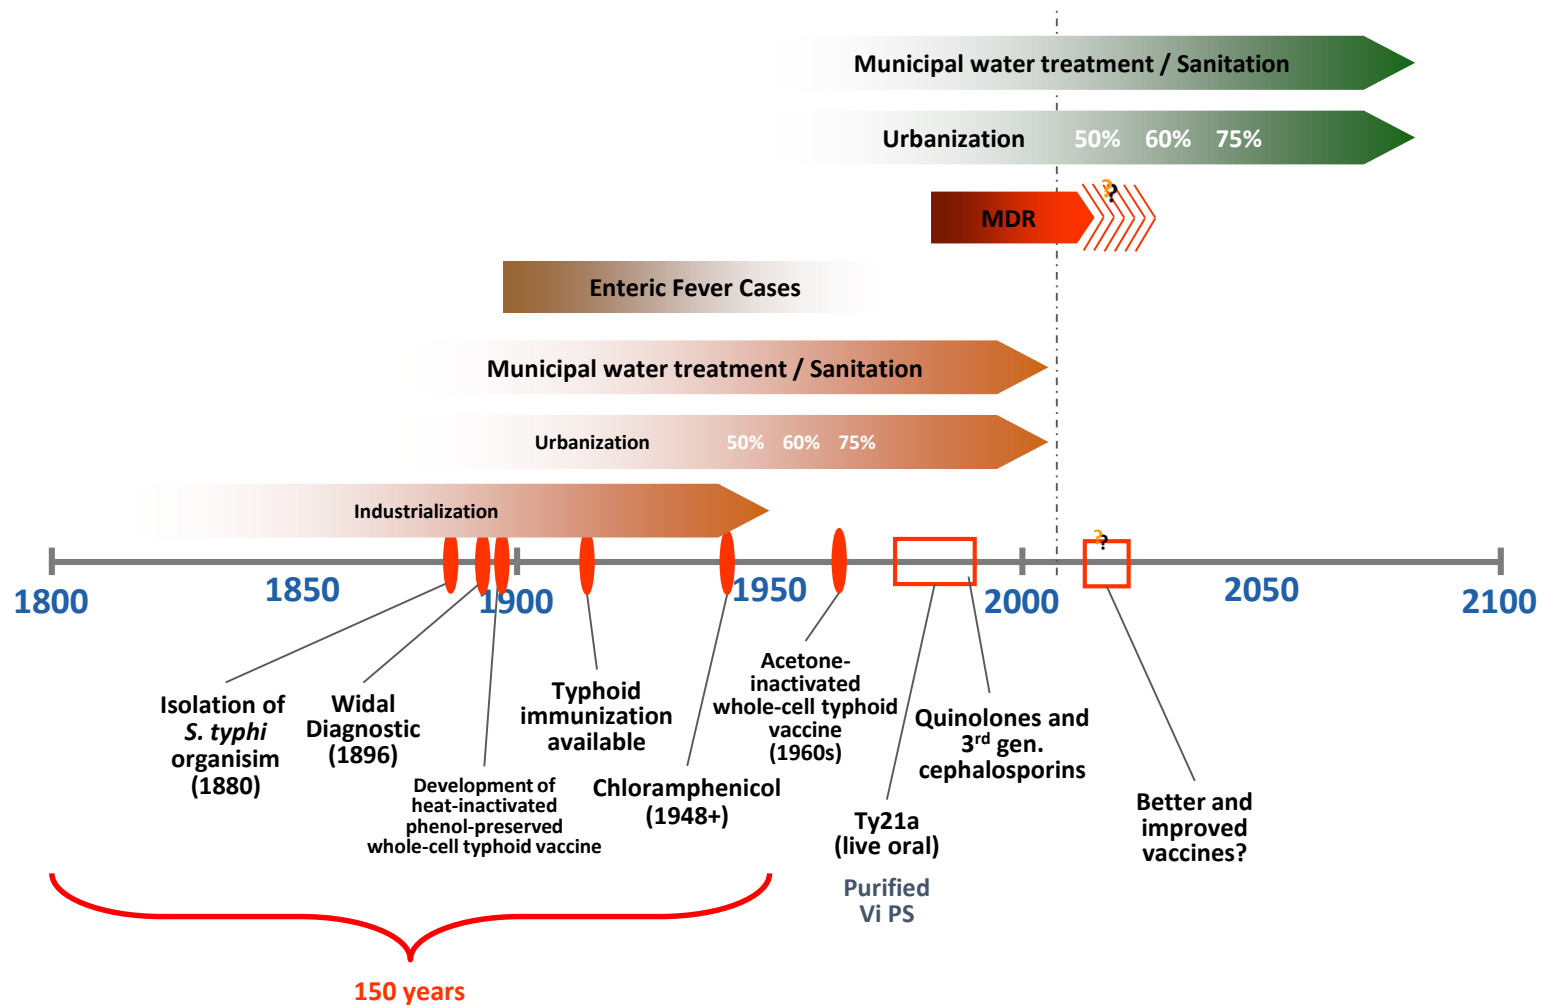 Municipal water treatment / Sanitation
Urbanization 50% 60% 75%
??
MDR
Enteric Fever Cases
Municipal water treatment / Sanitation
Urbanization 50% 60% 75%
Industrialization
??
1800 1850 1900 1950 2000 2050 2100
Isolation of
S. typhi
organisim
(1880)
Widal
Diagnostic
(1896)
Development of
heat-inactivated
phenol-preserved
whole-cell typhoid vaccine
Typhoid
immunization
available
Chloramphenicol
(1948+)
Acetone-
inactivated
whole-cell typhoid
vaccine
(1960s)
Ty21a
(live oral)
Purified
Vi PS
Quinolones and
3rd gen.
cephalosporins
Better and
improved
vaccines?
150 years